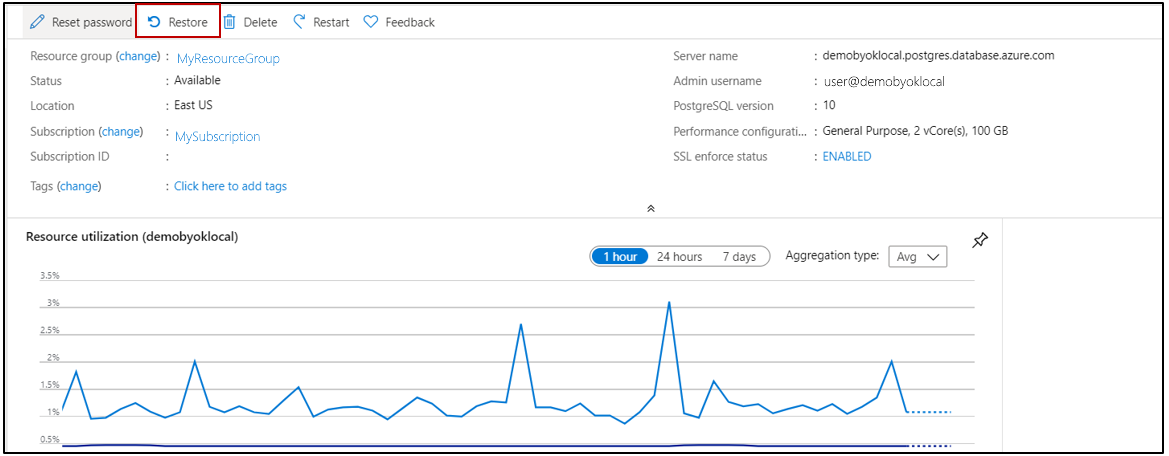 Reset password Restore Delete Restart Feedback
Resource group (change) : MyResourceGroup
Status : Available
Location : East US
Subscription (change) : MySubscription
Subscription ID :
Tags (change) : Click here to add tags
Server name : demobyoklocal.postgres.database.azure.com
Admin username : user@demobyoklocal
PostgreSQL version : 10
Performance configurati... : General Purpose, 2 vCore(s), 100 GB
SSL enforce status : ENABLED
Resource utilization (demobyoklocal)
1 hour 24 hours 7 days Aggregation type: Avg
3.5%
3%
2.5%
2%
1.5%
1%
0.5%